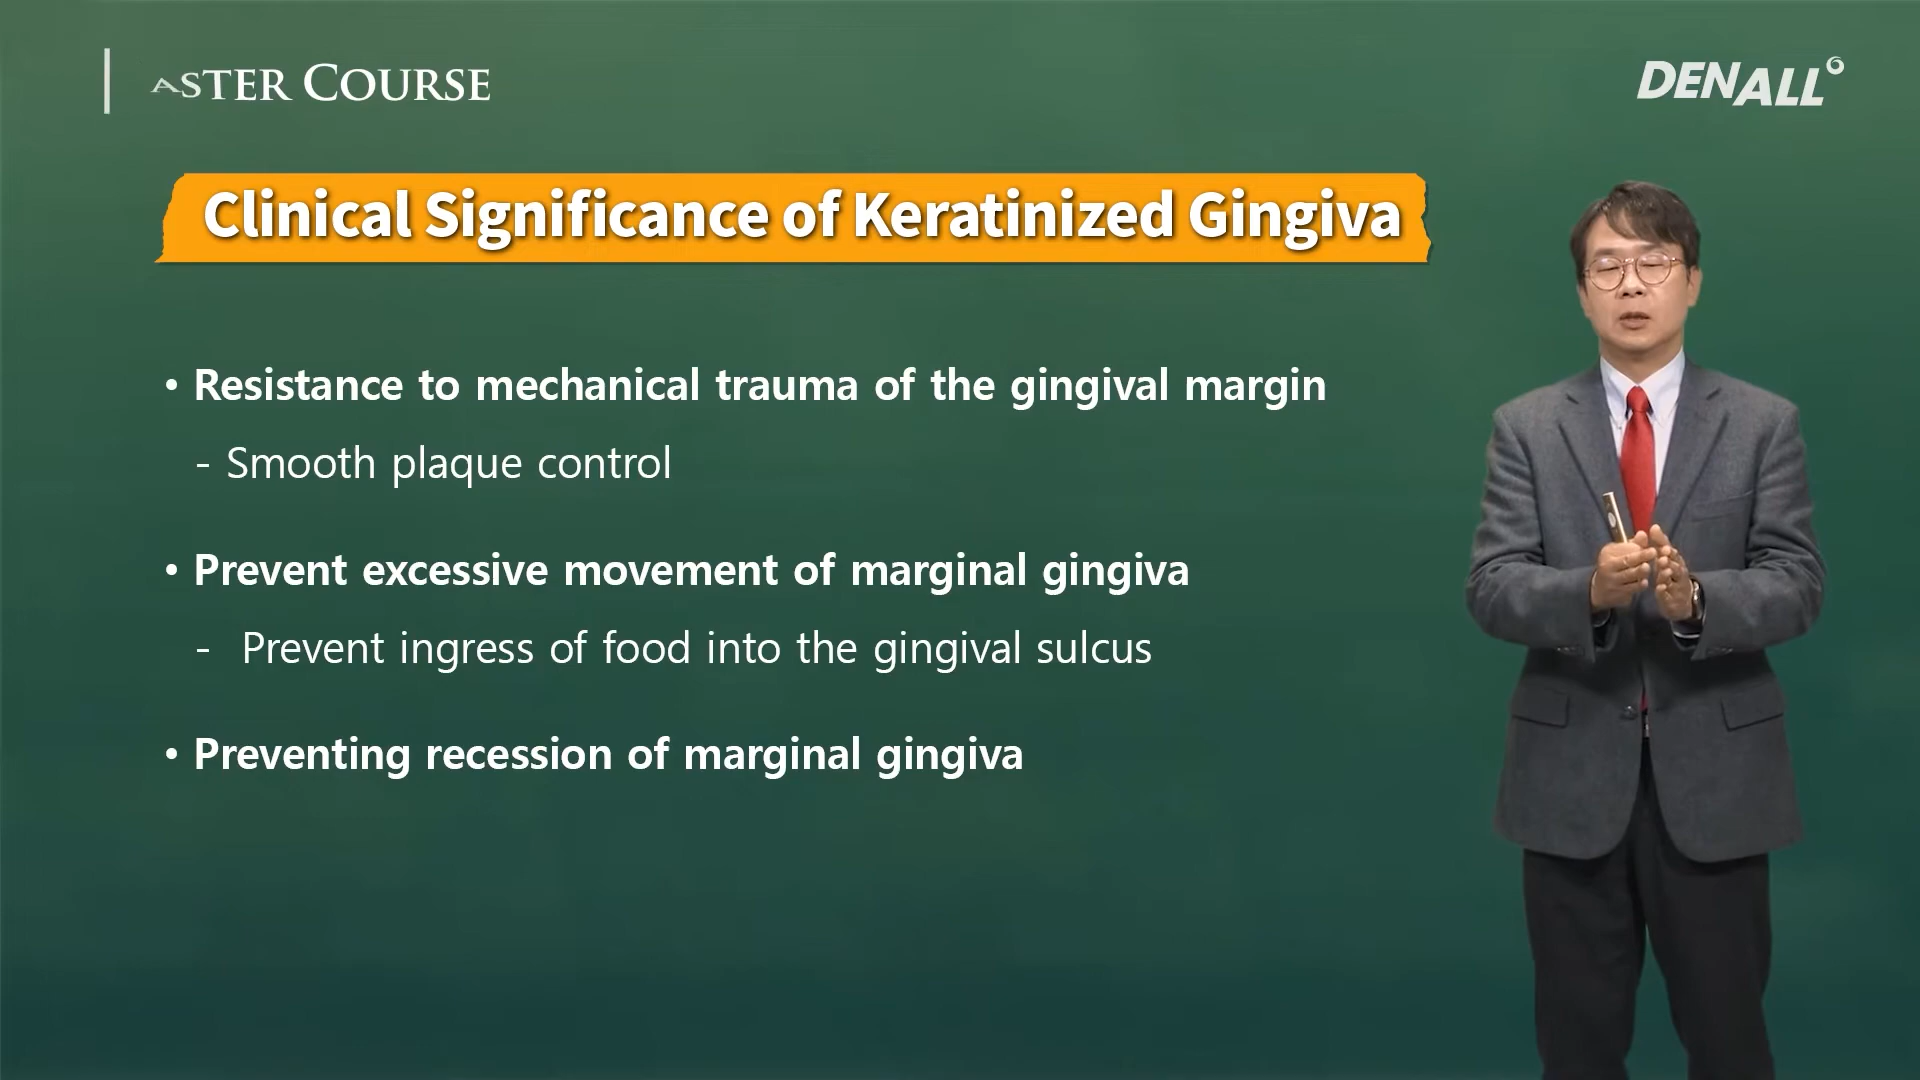 ASTER COURSE
DENALL
Clinical Significance of Keratinized Gingiva
• Resistance to mechanical trauma of the gingival margin
- Smooth plaque control
• Prevent excessive movement of marginal gingiva
- Prevent ingress of food into the gingival sulcus
• Preventing recession of marginal gingiva